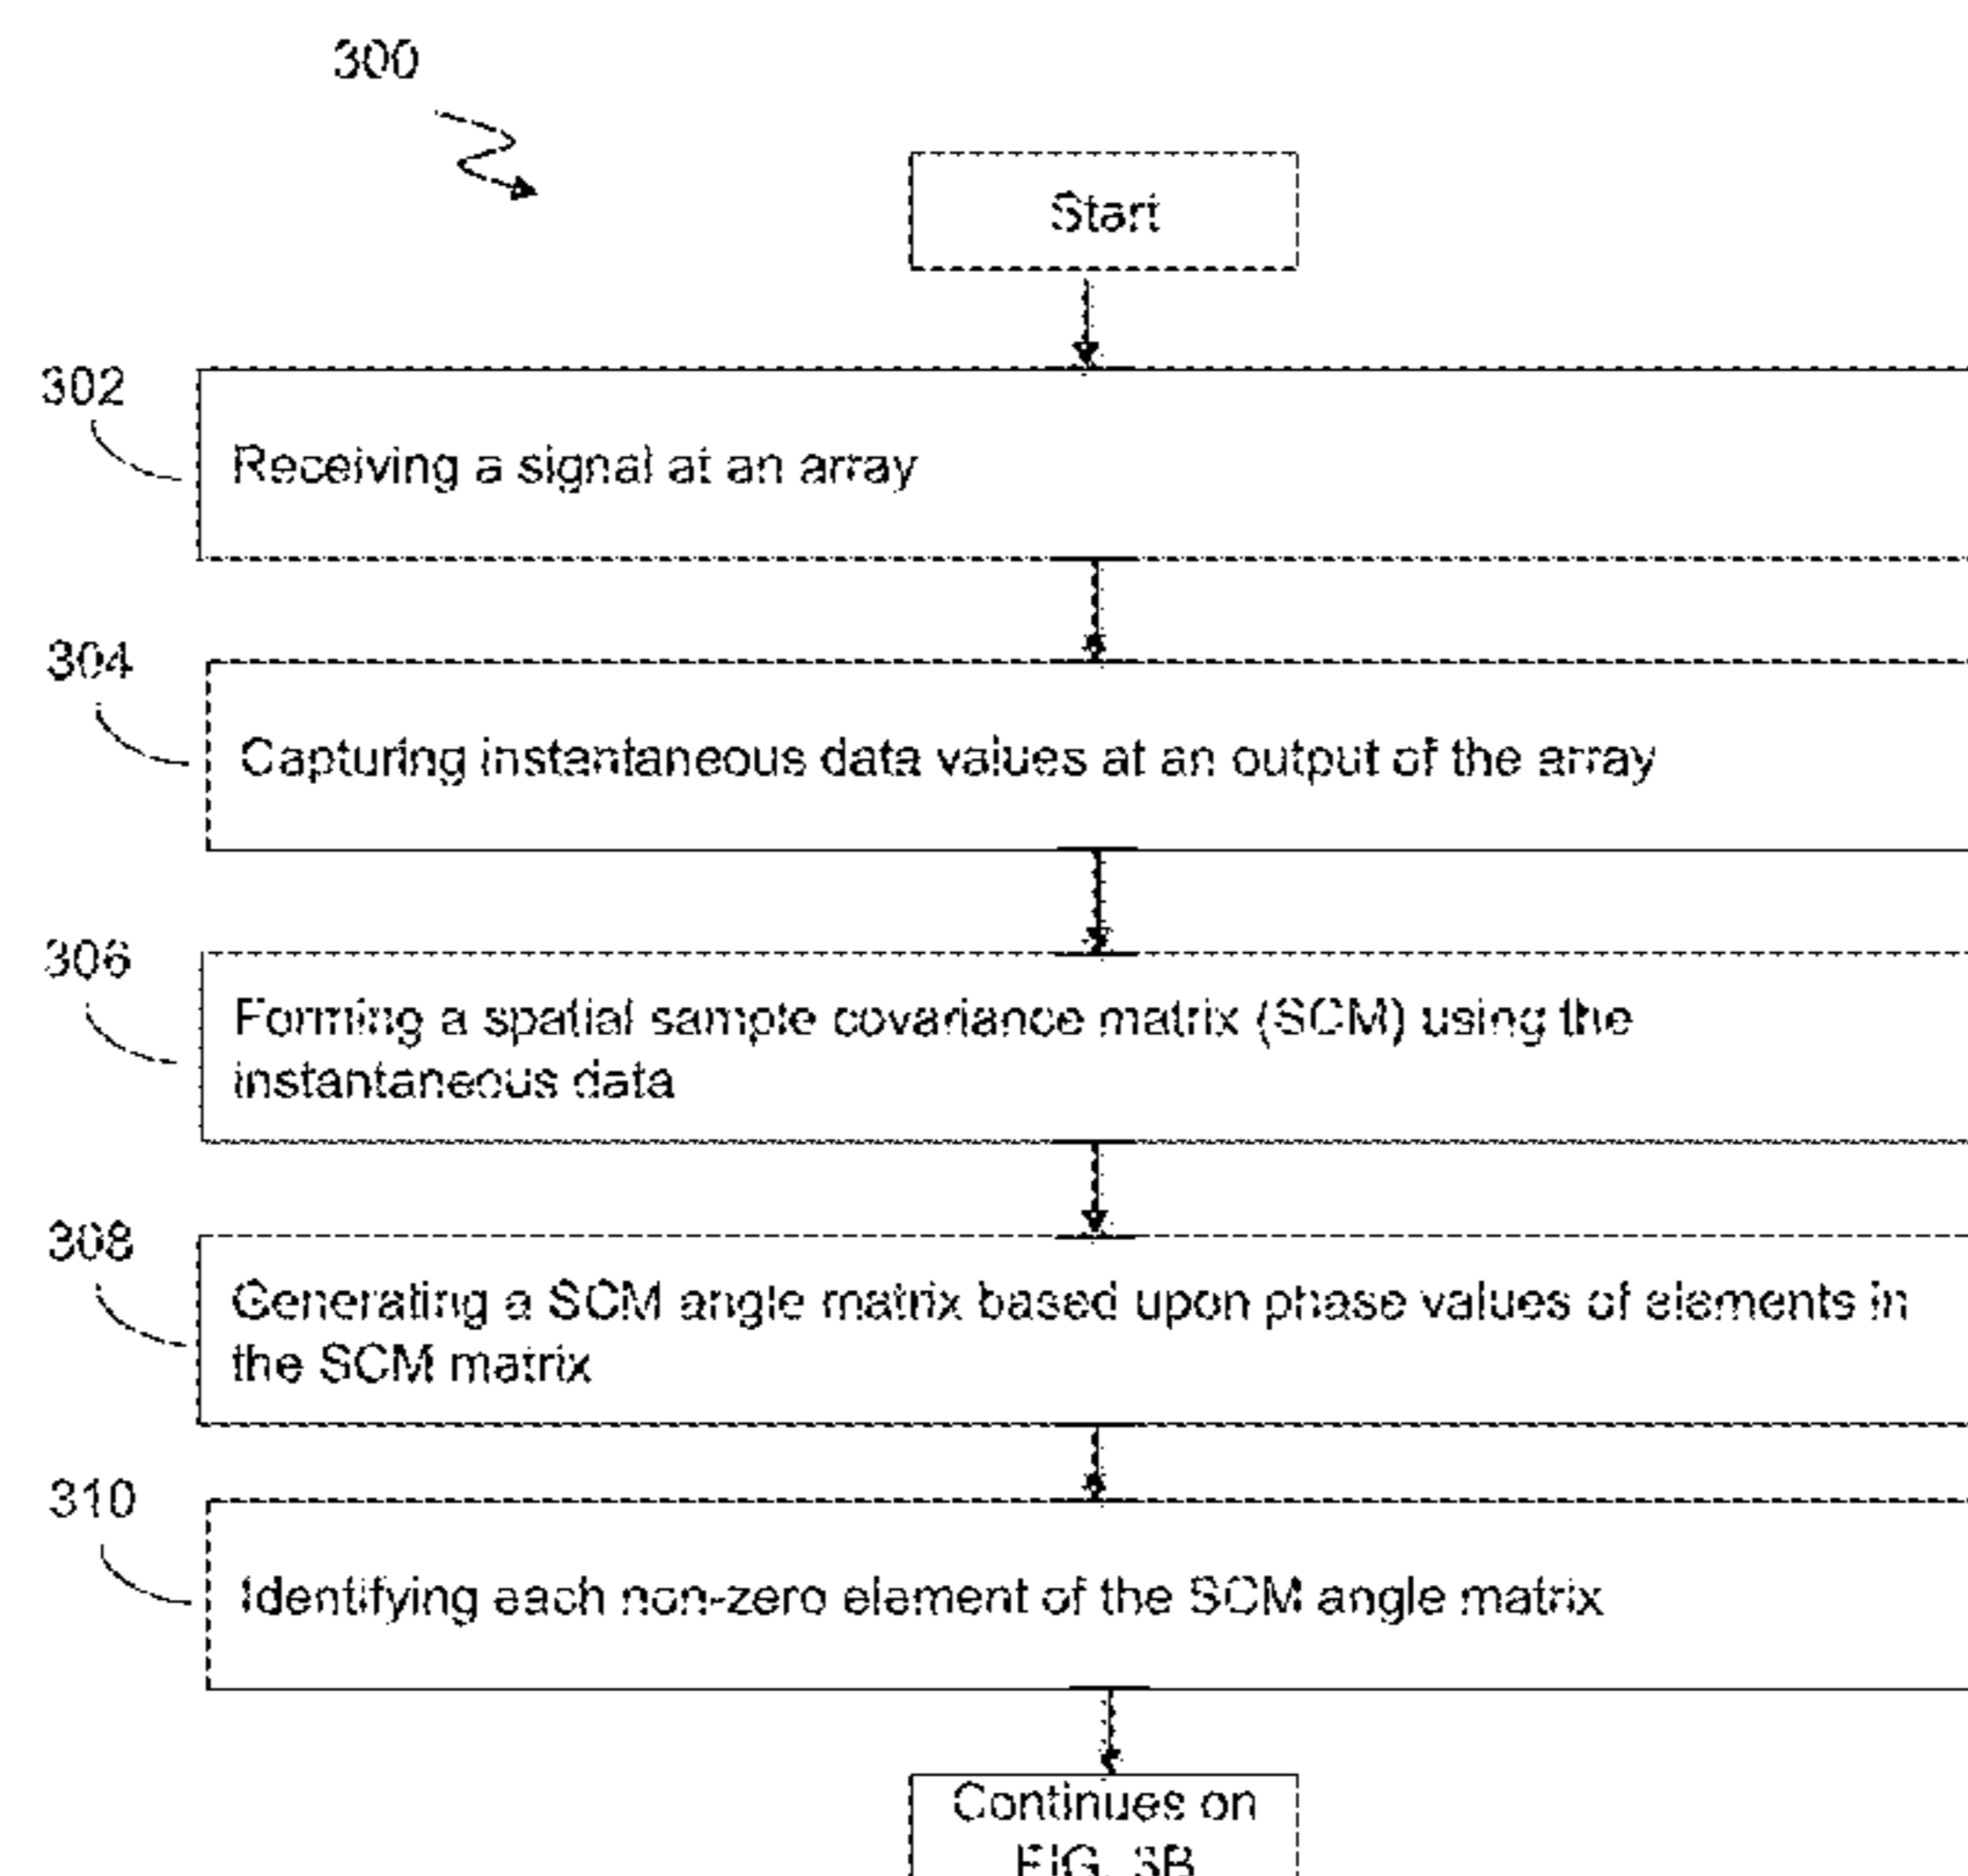 300
Start
302
Receiving a signal at an array
304
Capturing instantaneous data values at an output of the array
306
Forming a spatial sample covariance matrix (SCM) using the
instantaneous data
308
Generating a SCM angle matrix based upon phase values of elements in
the SCM matrix
310
Identifying each non-zero element of the SCM angle matrix
Continues on
FIG. 3B